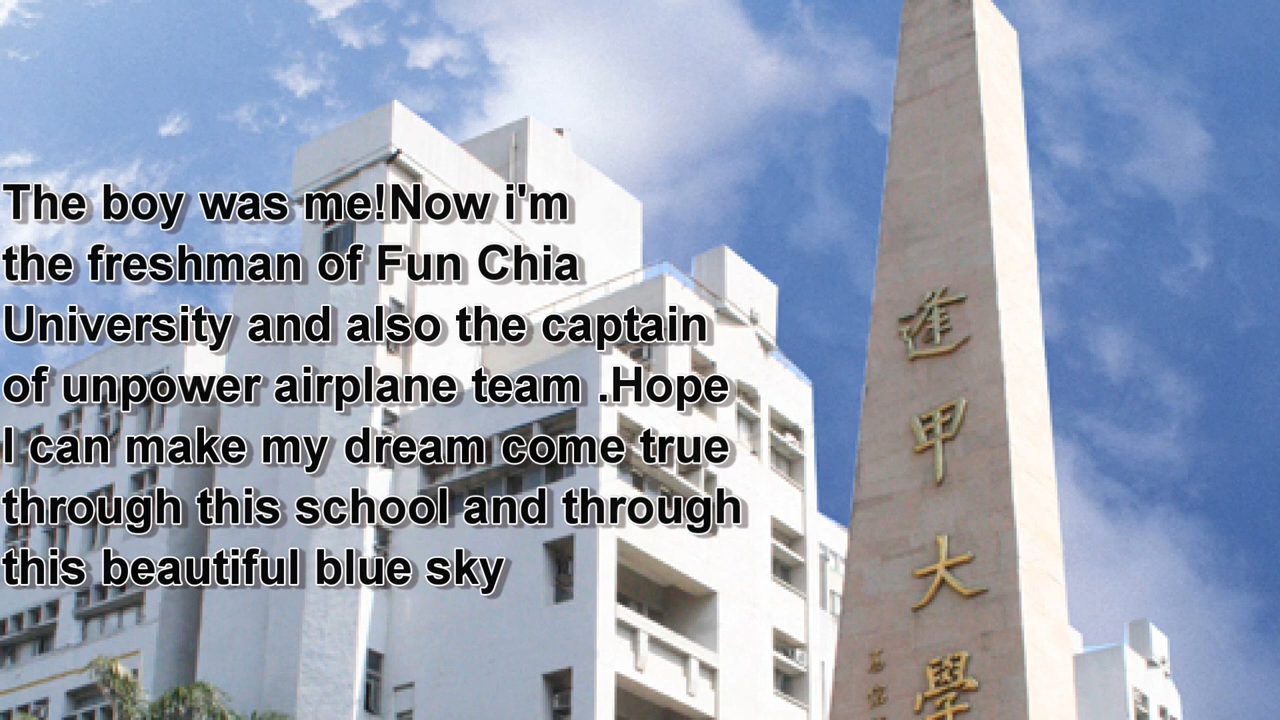 The boy was me!Now i'm
the freshman of Fun Chia
University and also the captain
of unpower airplane team .Hope
I can make my dream come true
through this school and through
this beautiful blue sky
逢甲大學